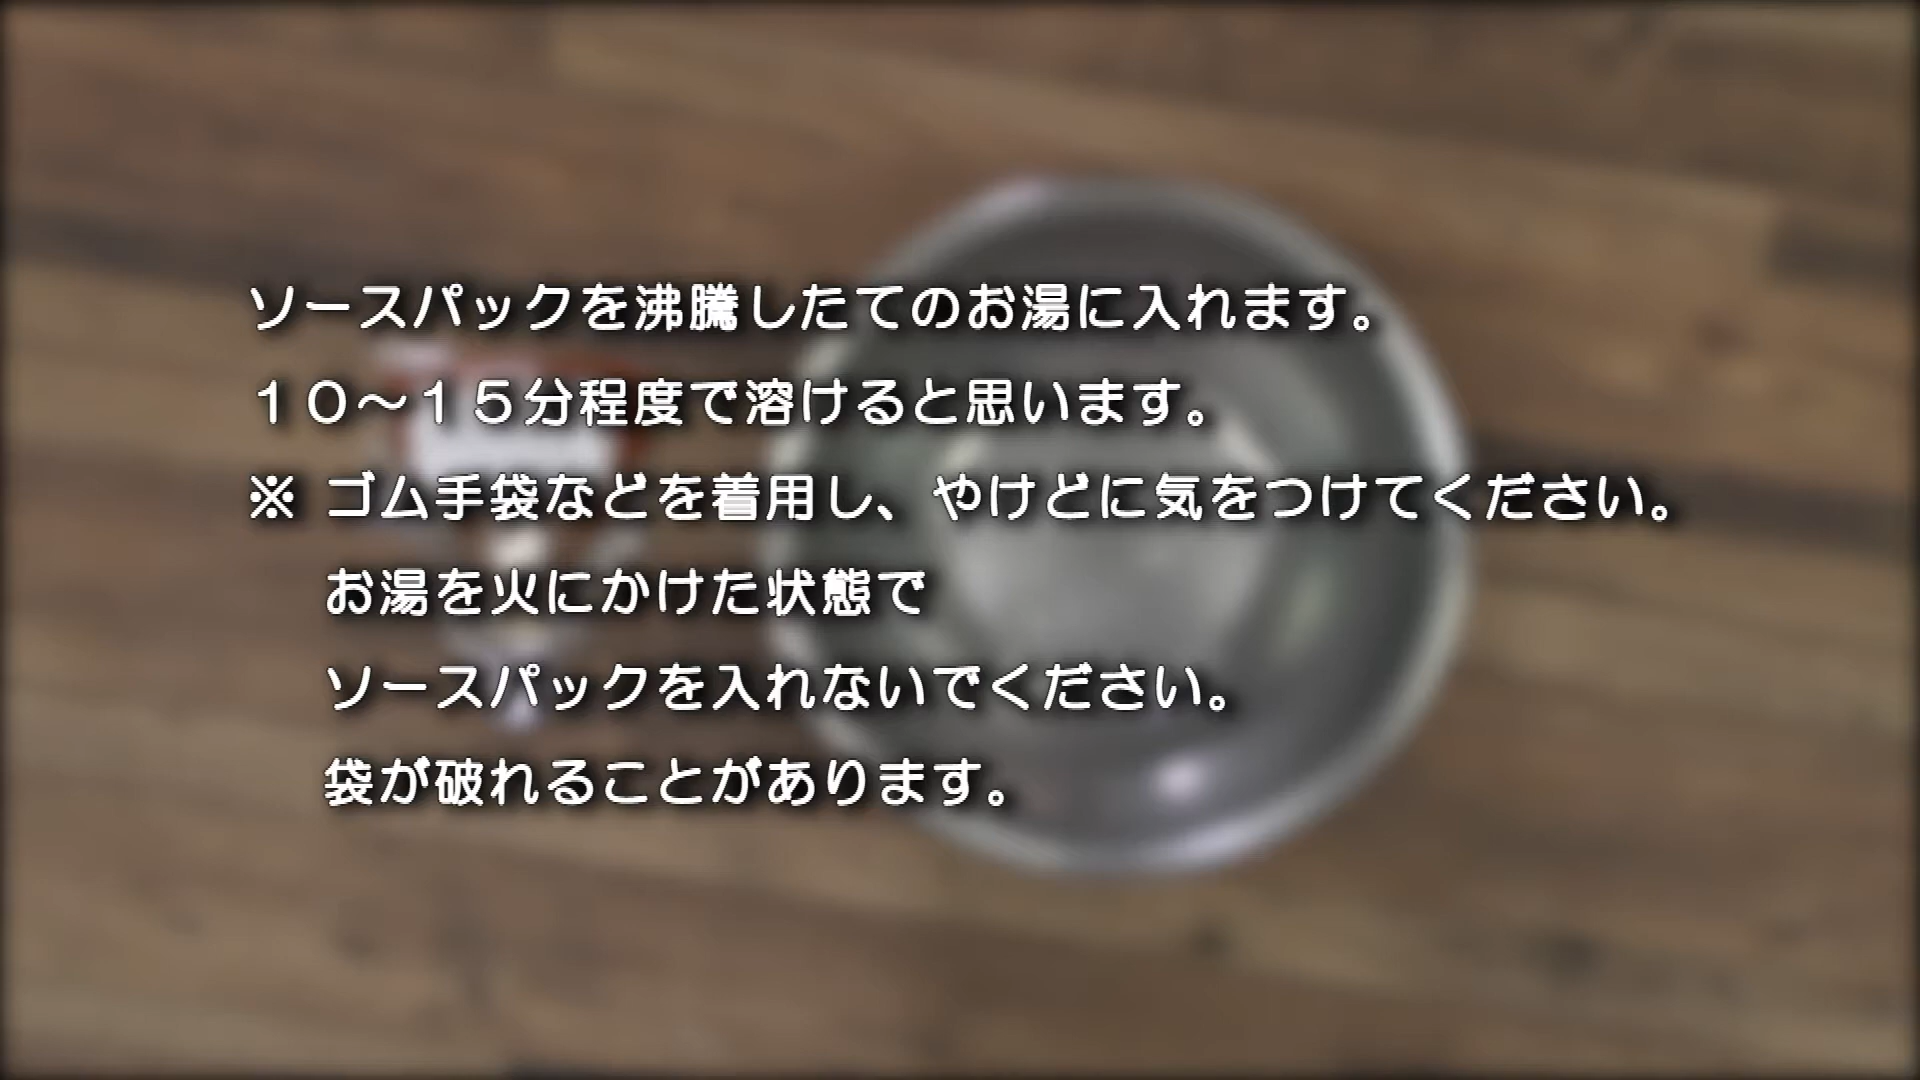 ソースパックを沸騰したてのお湯に入れます。
１０～１５分程度で溶けると思います。
※ ゴム手袋などを着用し、やけどに気をつけてください。
お湯を火にかけた状態で
ソースパックを入れないでください。
袋が破れることがあります。